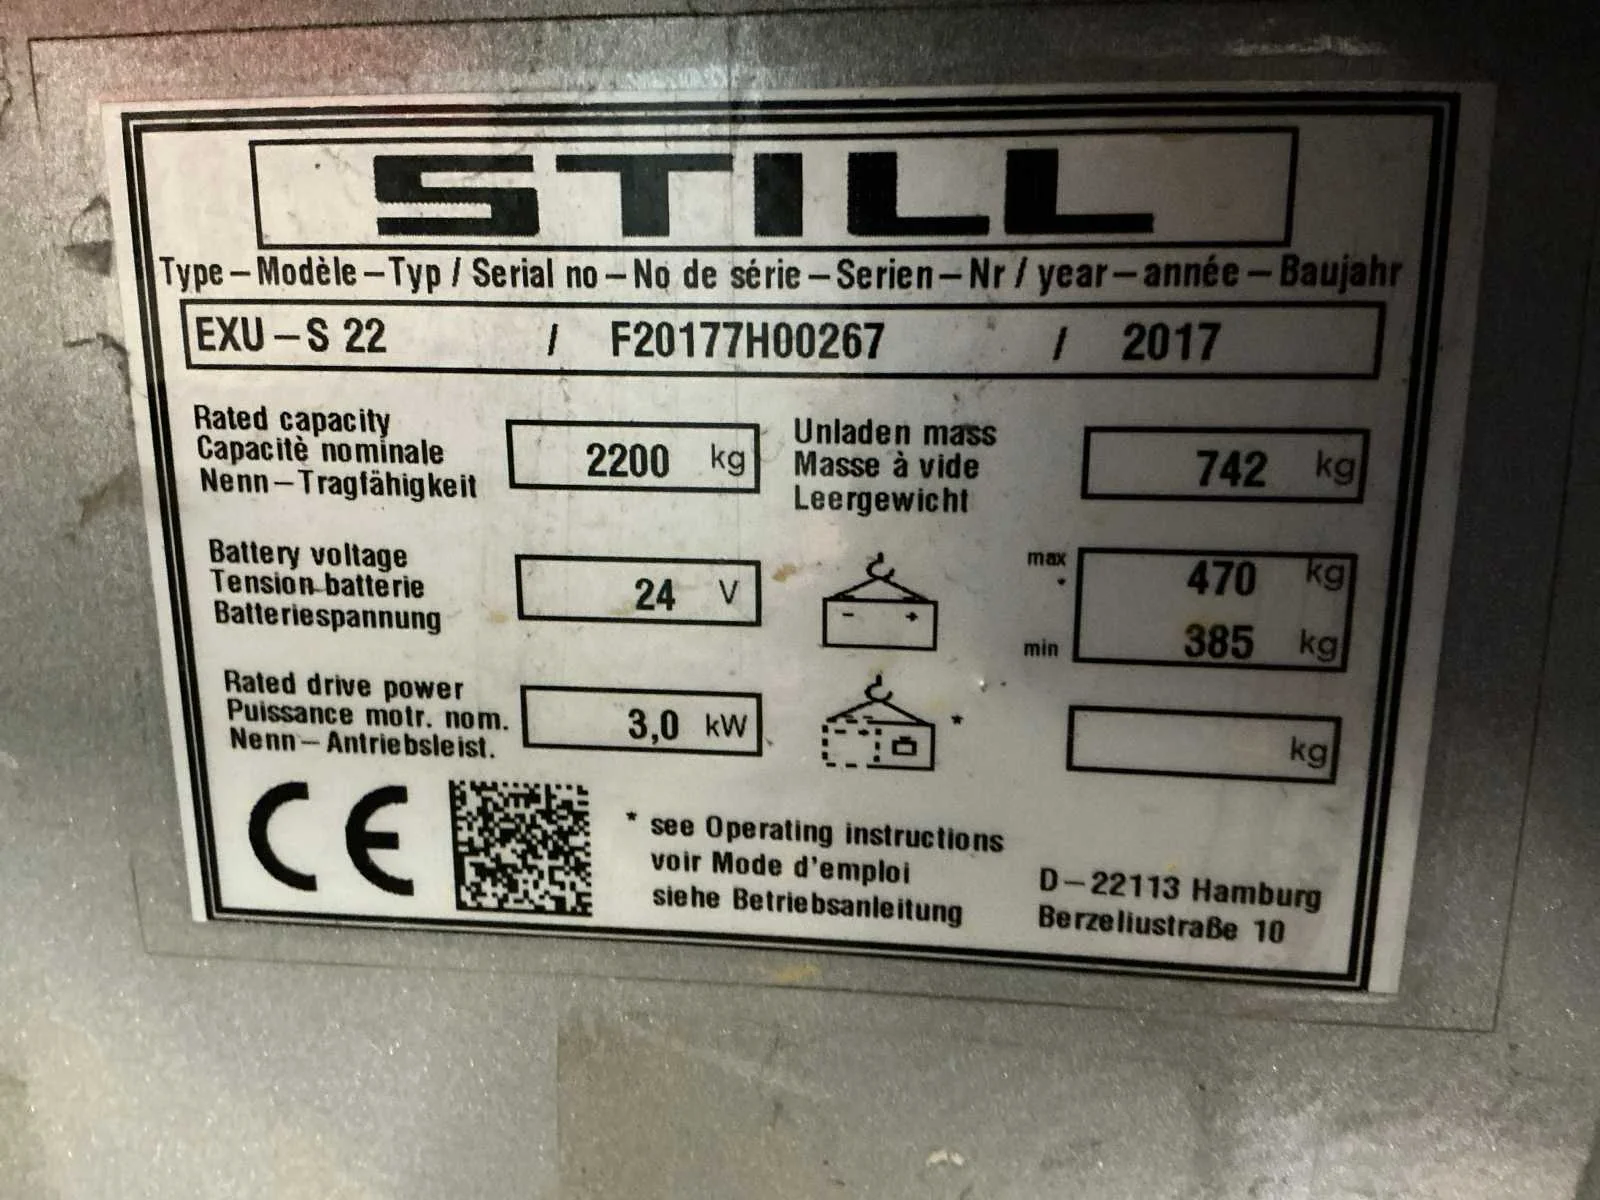 STILL
Type – Modèle – Typ / Serial no – No de série – Serien – Nr / year – année – Baujahr
EXU – S 22 / F20177H00267 / 2017
Rated capacity
Capacitè nominale
Nenn – Tragfähigkeit
2200 kg
Unladen mass
Masse à vide
Leergewicht
742 kg
Battery voltage
Tension batterie
Batteriespannung
24 V
- +
max
*
min
470 kg
385 kg
Rated drive power
Puissance motr. nom.
Nenn – Antriebsleist.
3,0 kW
- +
*
kg
CE
* see Operating instructions
voir Mode d'emploi
siehe Betriebsanleitung
D – 22113 Hamburg
Berzeliustraße 10